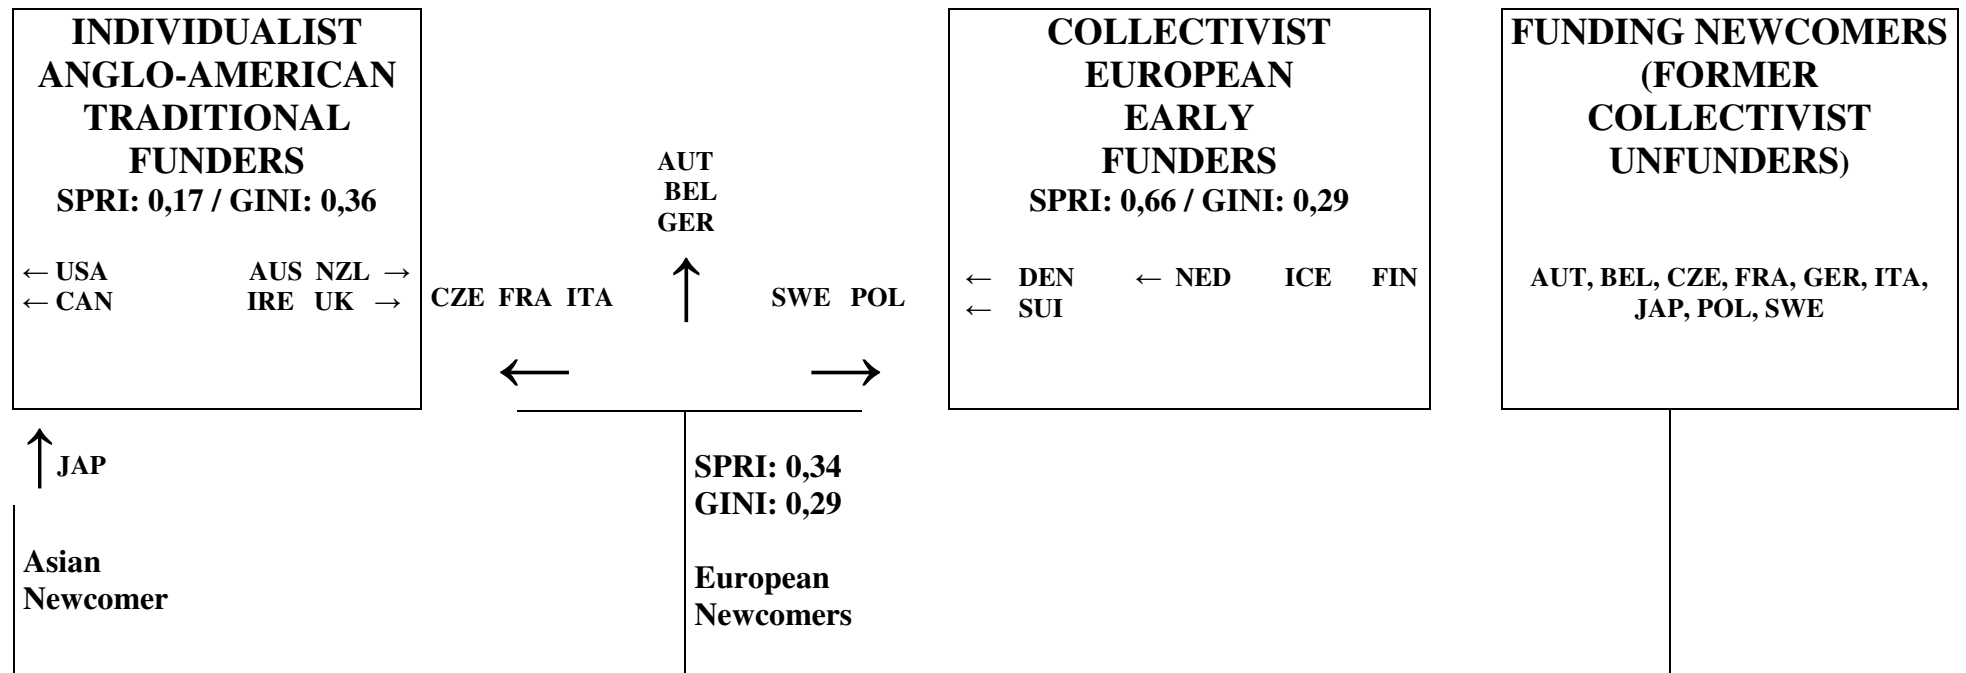 INDIVIDUALIST
ANGLO-AMERICAN
TRADITIONAL
FUNDERS
SPRI: 0,17 / GINI: 0,36
← USA AUS NZL →
← CAN IRE UK →
CZE FRA ITA
AUT
BEL
GER
↑
SWE POL
← →
COLLECTIVIST
EUROPEAN
EARLY
FUNDERS
SPRI: 0,66 / GINI: 0,29
← DEN ← NED ICE FIN
← SUI
FUNDING NEWCOMERS
(FORMER
COLLECTIVIST
UNFUNDERS)
AUT, BEL, CZE, FRA, GER, ITA,
JAP, POL, SWE
↑ JAP
Asian
Newcomer
SPRI: 0,34
GINI: 0,29
European
Newcomers